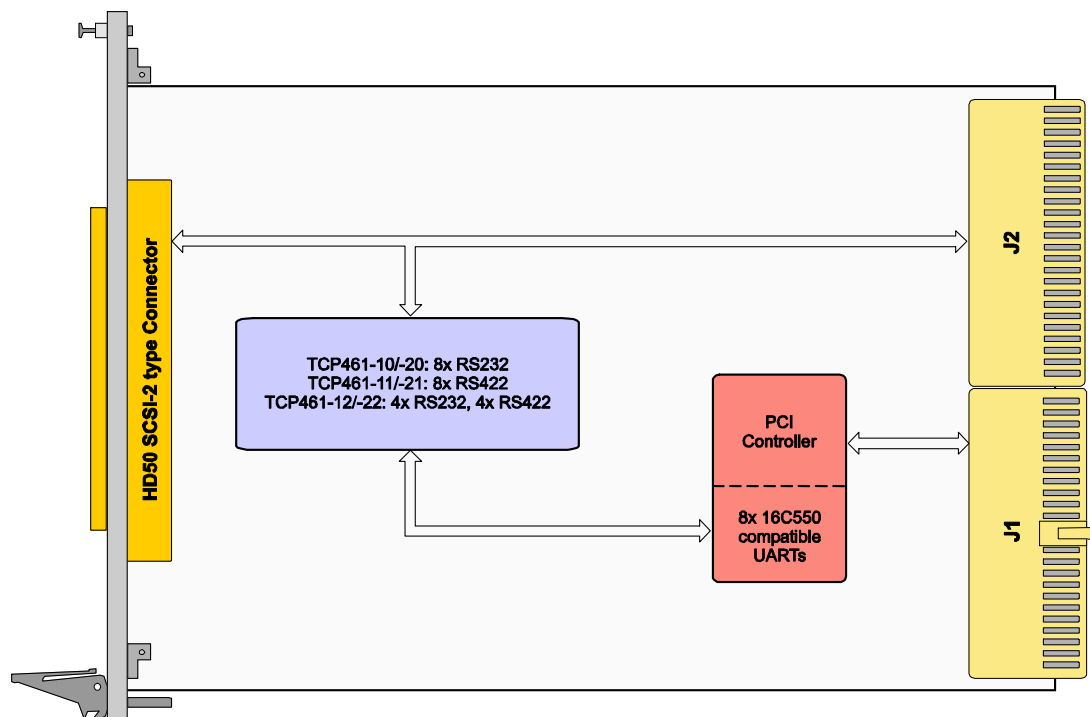 HD50 SCSI-2 type Connector
J2
TCP461-10/-20: 8x RS232
TCP461-11/-21: 8x RS422
TCP461-12/-22: 4x RS232, 4x RS422
PCI
Controller
8x 16C550
compatible
UARTs
J1